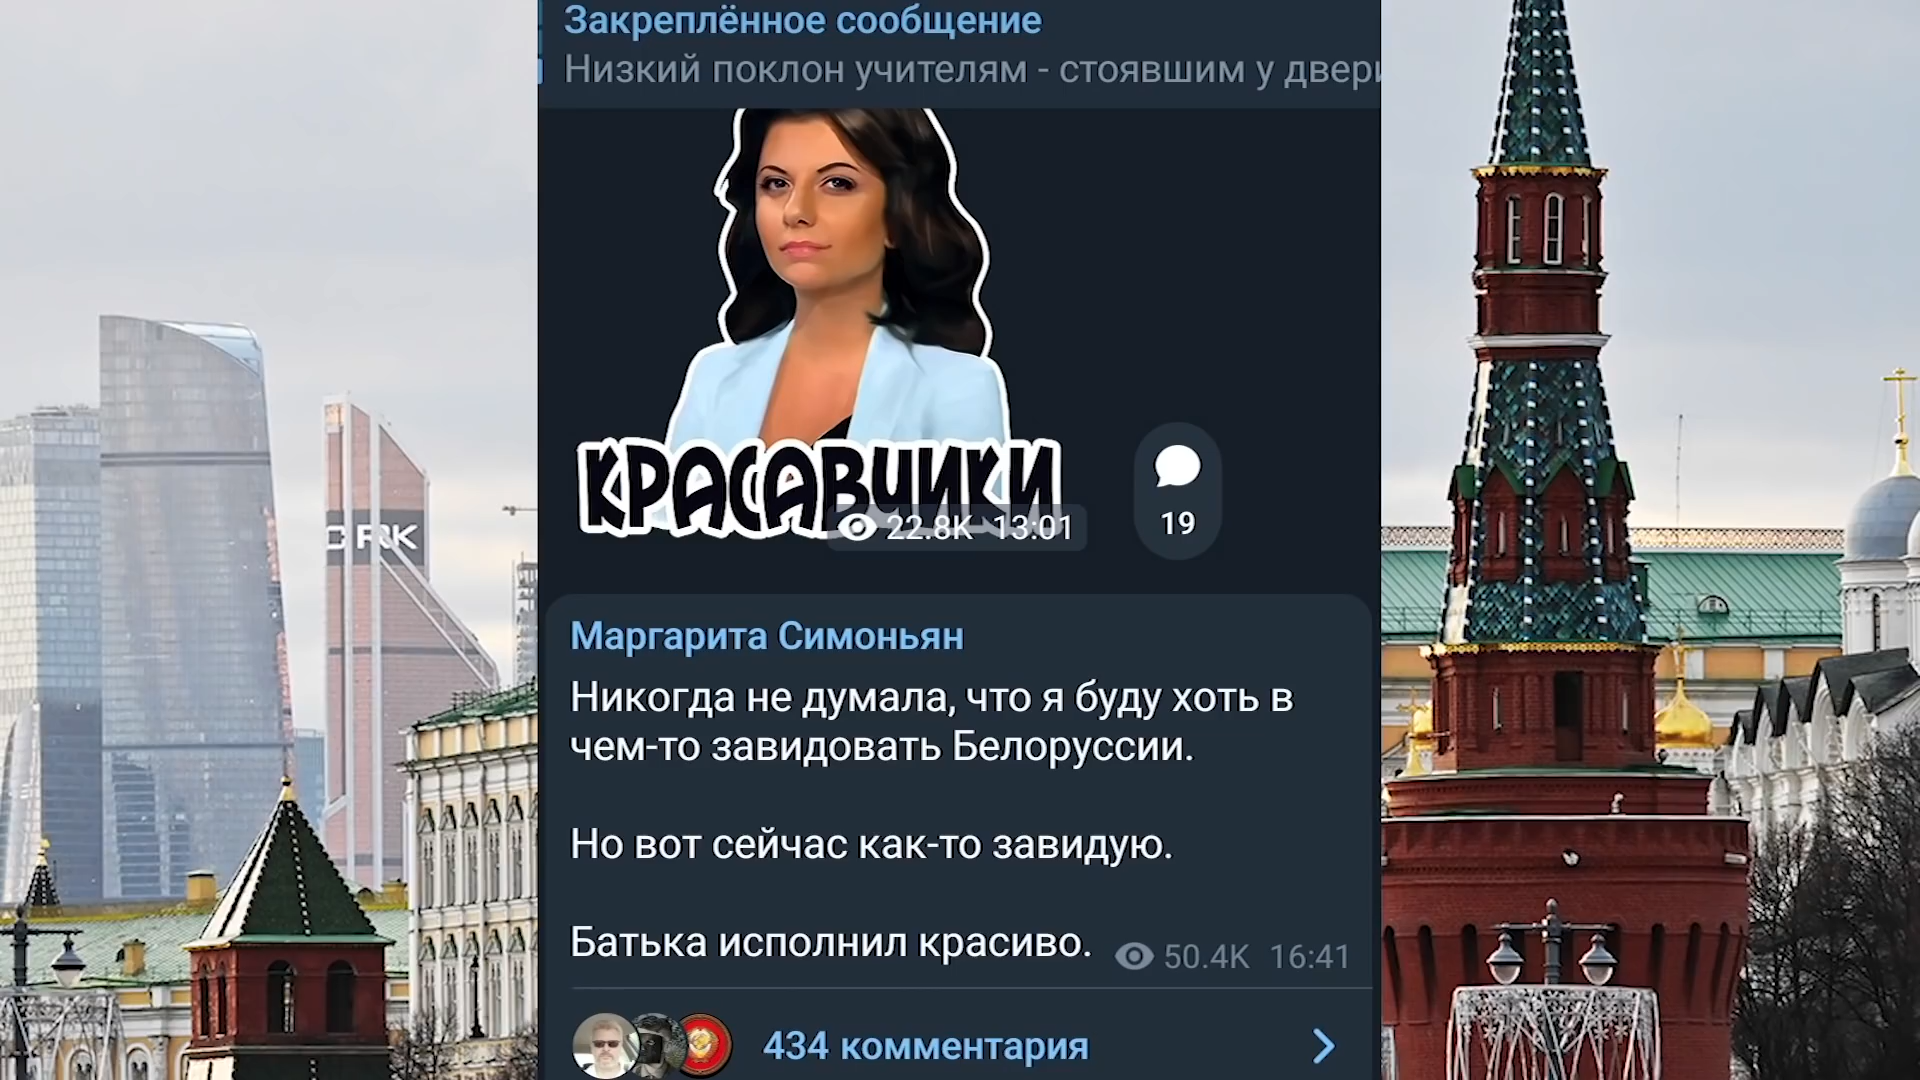 Закреплённое сообщение
Низкий поклон учителям - стоявшим у двери
КРАСАВЧИКИ
22.8K 13:01
19
ORK
Маргарита Симоньян
Никогда не думала, что я буду хоть в
чем-то завидовать Белоруссии.
Но вот сейчас как-то завидую.
Батька исполнил красиво.
50.4K 16:41
434 комментария